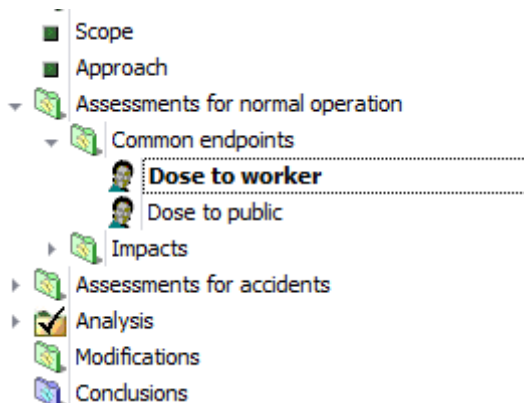 Scope
Approach
Assessments for normal operation
Common endpoints
Dose to worker
Dose to public
Impacts
Assessments for accidents
Analysis
Modifications
Conclusions